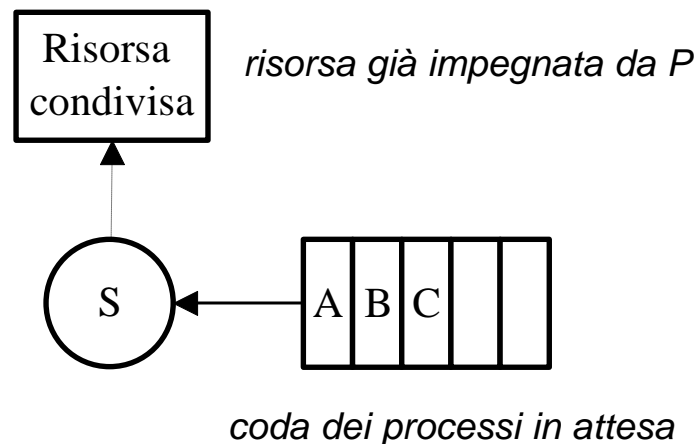 Risorsa
condivisa
risorsa già impegnata da P
S
A B C
coda dei processi in attesa